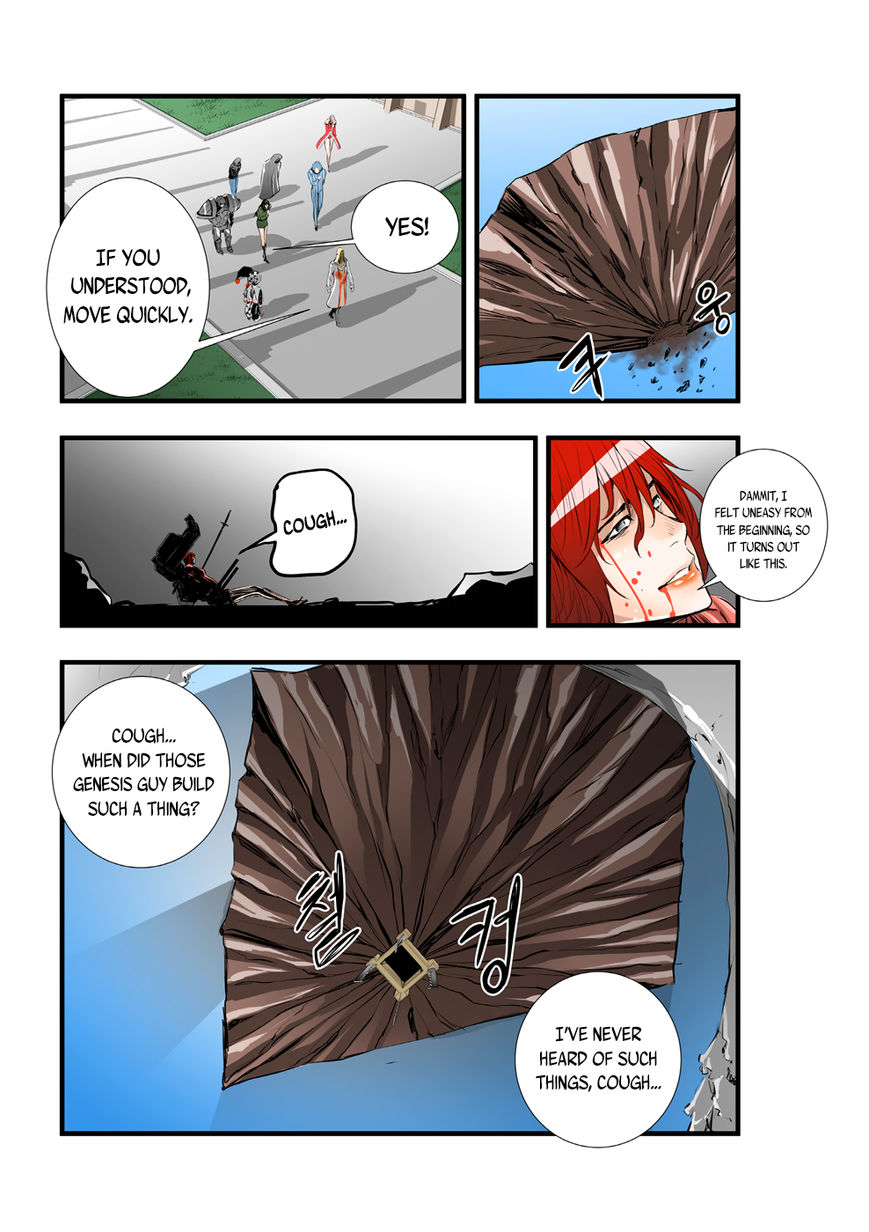 IF YOU
UNDERSTOOD,
MOVE QUICKLY.
YES!
쿠
웅
COUGH...
DAMMIT, I
FELT UNEASY FROM
THE BEGINNING, SO
IT TURNS OUT
LIKE THIS.
COUGH...
WHEN DID THOSE
GENESIS GUY BUILD
SUCH A THING?
철
컹
I'VE NEVER
HEARD OF SUCH
THINGS, COUGH...